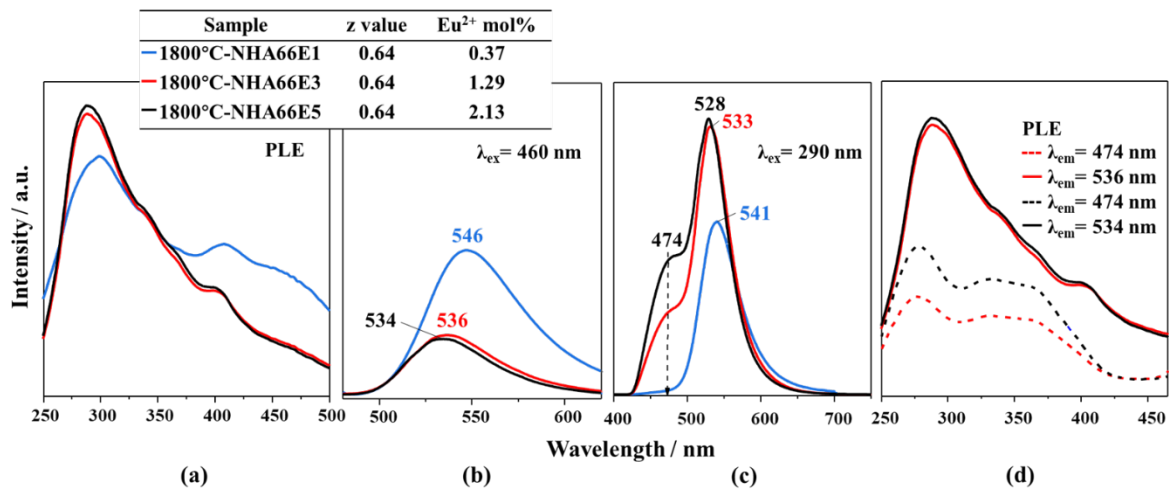 Sample z value Eu²⁺ mol%
1800°C-NHA66E1 0.64 0.37
1800°C-NHA66E3 0.64 1.29
1800°C-NHA66E5 0.64 2.13
Intensity / a.u.
PLE
250 300 350 400 450 500
(a)
λex= 460 nm
546
534 536
500 550 600
(b)
528
533
λex= 290 nm
541
474
400 500 600 700
(c)
PLE
λem= 474 nm
λem= 536 nm
λem= 474 nm
λem= 534 nm
250 300 350 400 450
(d)
Wavelength / nm